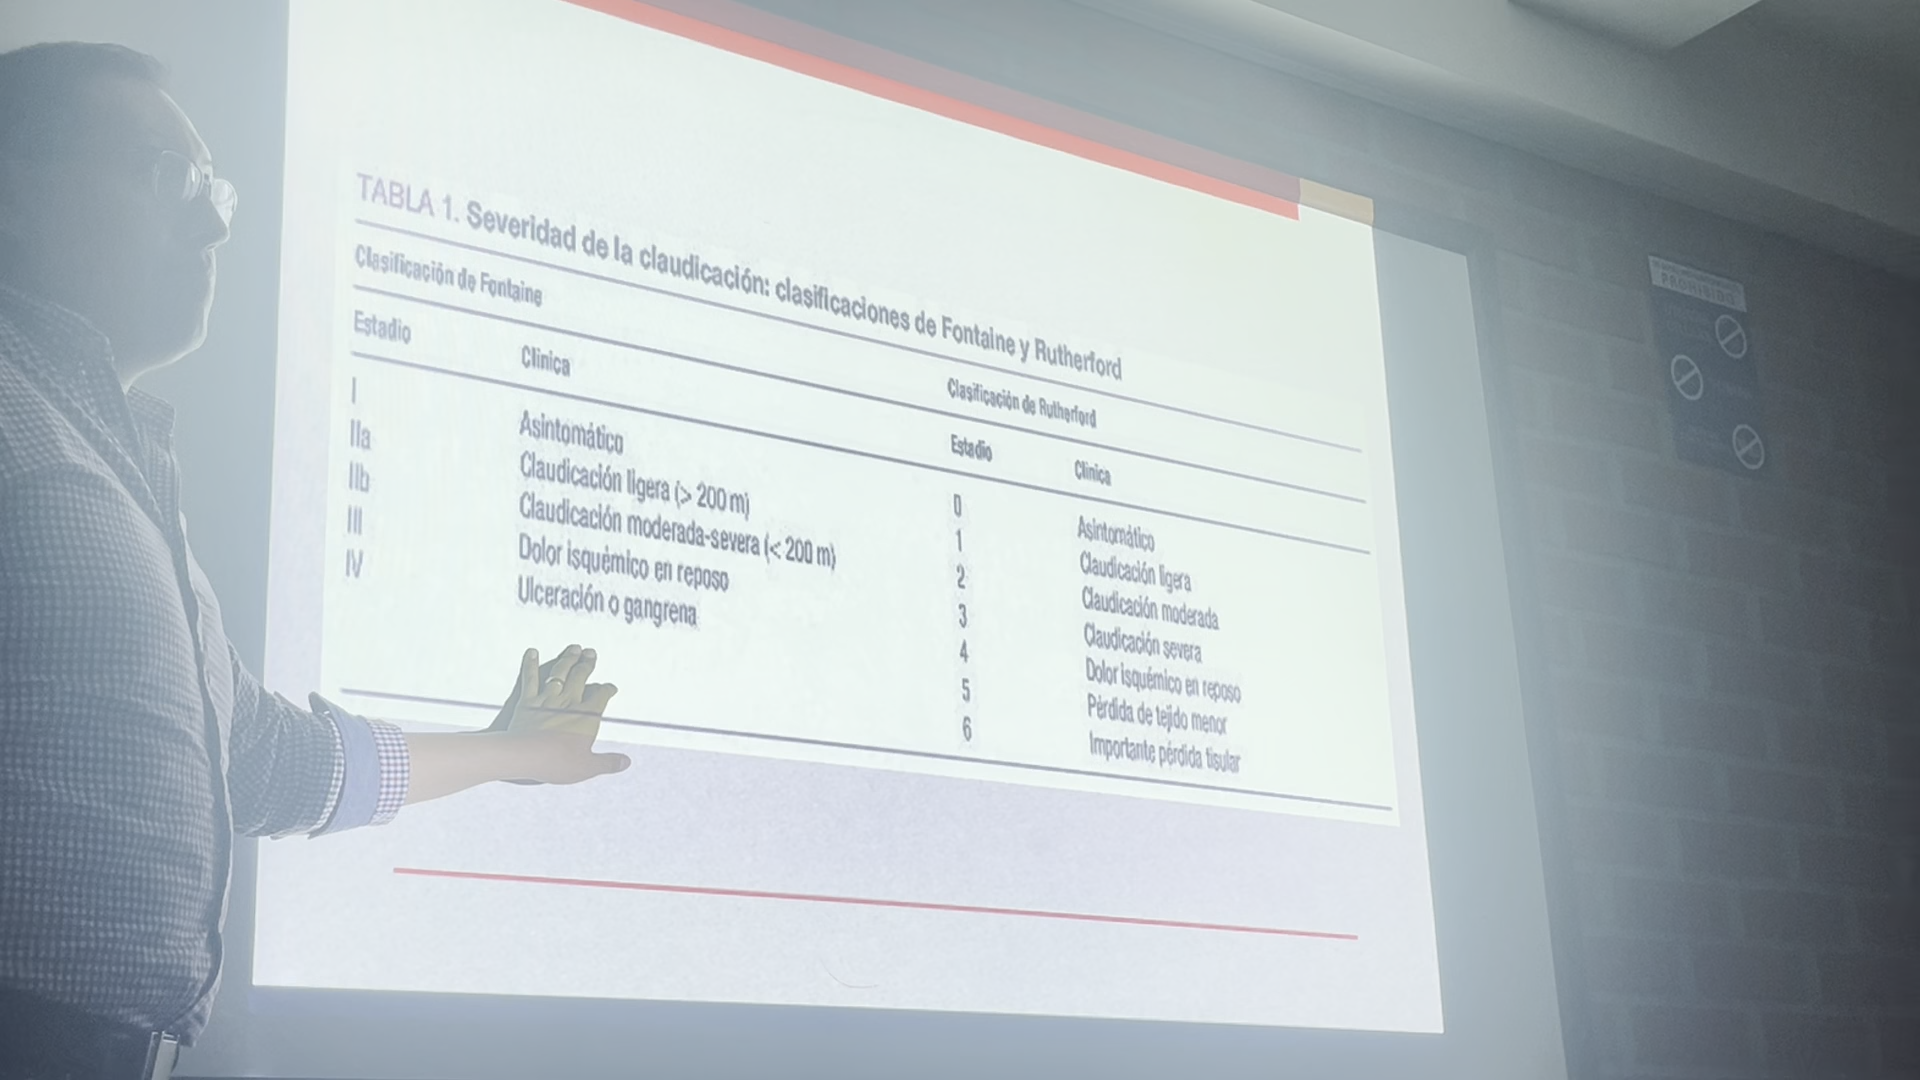 TABLA 1. Severidad de la claudicación: clasificaciones de Fontaine y Rutherford
Clasificación de Fontaine
Clasificación de Rutherford
Estadio Clínica
Estadio Clínica
I Asintomático
IIa Claudicación ligera (> 200 m)
IIb Claudicación moderada-severa (< 200 m)
III Dolor isquémico en reposo
IV Ulceración o gangrena
0 Asintomático
1 Claudicación ligera
2 Claudicación moderada
3 Claudicación severa
4 Dolor isquémico en reposo
5 Pérdida de tejido menor
6 Importante pérdida tisular
PROHIBIDO